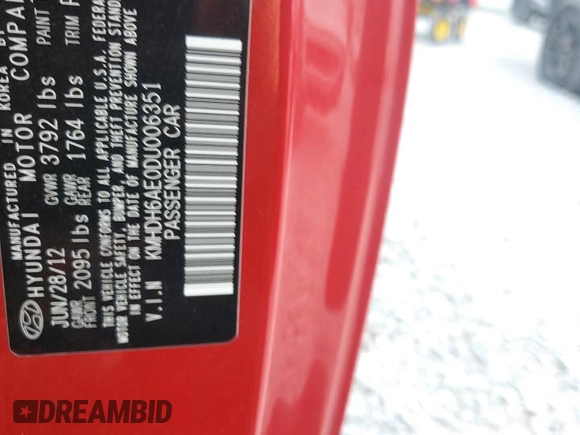 MANUFACTURED IN KOREA BY
HYUNDAI MOTOR COMPA
JUN/28/12 GVWR 3792 lbs PAINT
GAWR FRONT 2095 lbs GAWR REAR 1764 lbs TRIM
THIS VEHICLE CONFORMS TO ALL APPLICABLE U.S.A. FEDERA
MOTOR VEHICLE SAFETY, BUMPER, AND THEFT PREVENTION STAND
IN EFFECT ON THE DATE OF MANUFACTURE SHOWN ABOVE
V.I.N KMHDH6AE0DU006351
PASSENGER CAR
DREAMBID